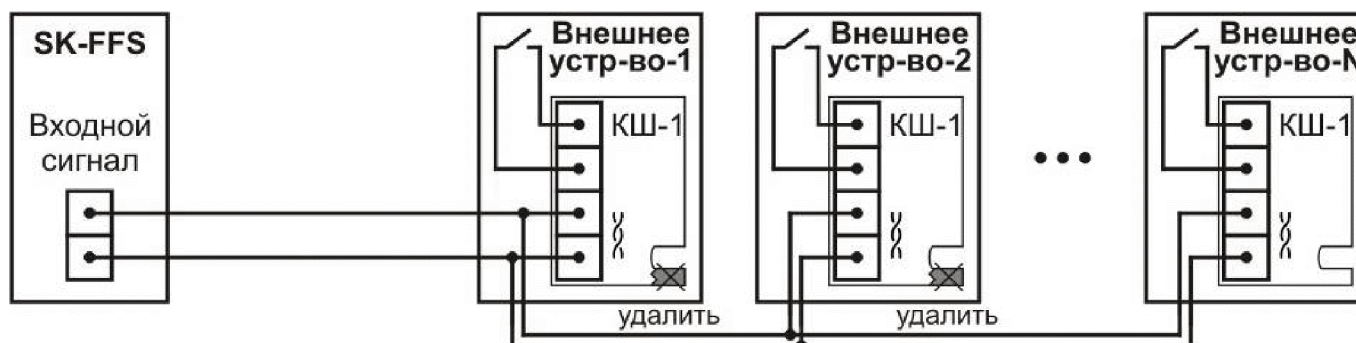 SK-FFS
Входной
сигнал
Внешнее
устр-во-1
КШ-1
удалить
Внешнее
устр-во-2
КШ-1
удалить
Внешнее
устр-во-N
КШ-1